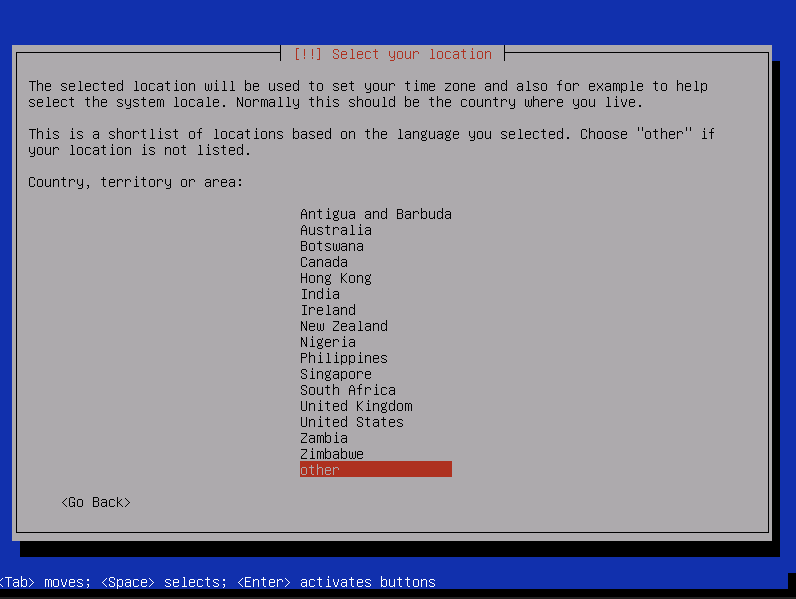 [!!] Select your location
The selected location will be used to set your time zone and also for example to help
select the system locale. Normally this should be the country where you live.
This is a shortlist of locations based on the language you selected. Choose "other" if
your location is not listed.
Country, territory or area:
Antigua and Barbuda
Australia
Botswana
Canada
Hong Kong
India
Ireland
New Zealand
Nigeria
Philippines
Singapore
South Africa
United Kingdom
United States
Zambia
Zimbabwe
other
<Go Back>
<Tab> moves; <Space> selects; <Enter> activates buttons